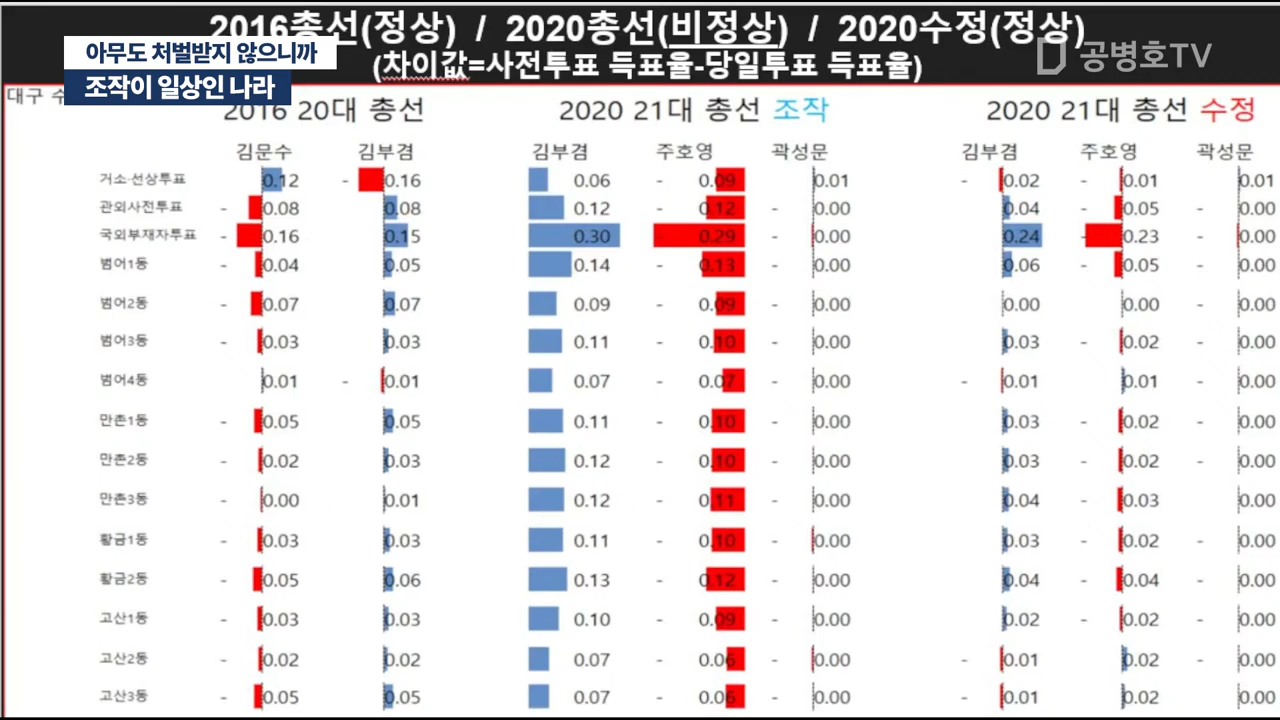 2016총선(정상) / 2020총선(비정상) / 2020수정(정상)
(차이값=사전투표 득표율-당일투표 득표율)
아무도 처벌받지 않으니까
조작이 일상인 나라
공병호TV
대구 수
2016 20대 총선 2020 21대 총선 조작 2020 21대 총선 수정
김문수 김부겸 김부겸 주호영 곽성문 김부겸 주호영 곽성문
거소·선상투표 0.12 - 0.16 0.06 - 0.09 0.01 - 0.02 - 0.01 0.01
관외사전투표 - 0.08 0.08 0.12 - 0.12 - 0.00 0.04 - 0.05 - 0.00
국외부재자투표 - 0.16 0.15 0.30 - 0.29 - 0.00 0.24 - 0.23 - 0.00
범어1동 - 0.04 0.05 0.14 - 0.13 - 0.00 0.06 - 0.05 - 0.00
범어2동 - 0.07 0.07 0.09 - 0.09 - 0.00 0.00 - 0.00 - 0.00
범어3동 - 0.03 0.03 0.11 - 0.10 - 0.00 0.03 - 0.02 - 0.00
범어4동 0.01 - 0.01 0.07 - 0.07 - 0.00 - 0.01 0.01 - 0.00
만촌1동 - 0.05 0.05 0.11 - 0.10 - 0.00 0.03 - 0.02 - 0.00
만촌2동 - 0.02 0.03 0.12 - 0.10 - 0.00 0.03 - 0.02 - 0.00
만촌3동 - 0.00 0.01 0.12 - 0.11 - 0.00 0.04 - 0.03 - 0.00
황금1동 - 0.03 0.03 0.11 - 0.10 - 0.00 0.03 - 0.02 - 0.00
황금2동 - 0.05 0.06 0.13 - 0.12 - 0.00 0.04 - 0.04 - 0.00
고산1동 - 0.03 0.03 0.10 - 0.09 - 0.00 0.02 - 0.02 - 0.00
고산2동 - 0.02 0.02 0.07 - 0.06 - 0.00 - 0.01 0.02 - 0.00
고산3동 - 0.05 0.05 0.07 - 0.06 - 0.00 - 0.01 0.02 - 0.00